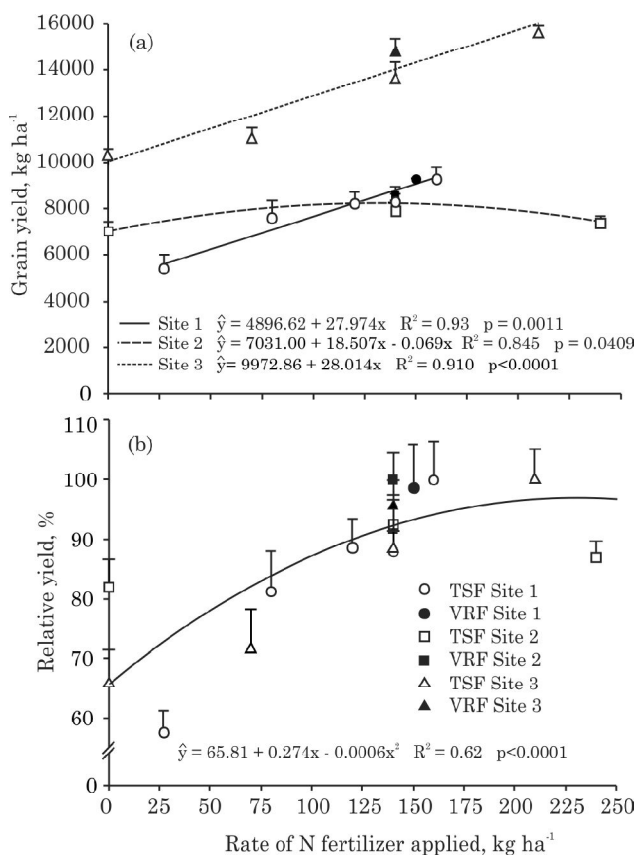 16000
14000
12000
10000
8000
6000
4000
2000
0
Grain yield, kg ha⁻¹
(a)
Site 1 ŷ = 4896.62 + 27.974x R² = 0.93 p = 0.0011
Site 2 ŷ = 7031.00 + 18.507x - 0.069x R² = 0.845 p = 0.0409
Site 3 ŷ= 9972.86 + 28.014x R² = 0.910 p<0.0001
110
100
90
80
70
60
0
Relative yield, %
(b)
TSF Site 1
VRF Site 1
TSF Site 2
VRF Site 2
TSF Site 3
VRF Site 3
ŷ = 65.81 + 0.274x - 0.0006x² R² = 0.62 p<0.0001
0 25 50 75 100 125 150 175 200 225 250
Rate of N fertilizer applied, kg ha⁻¹